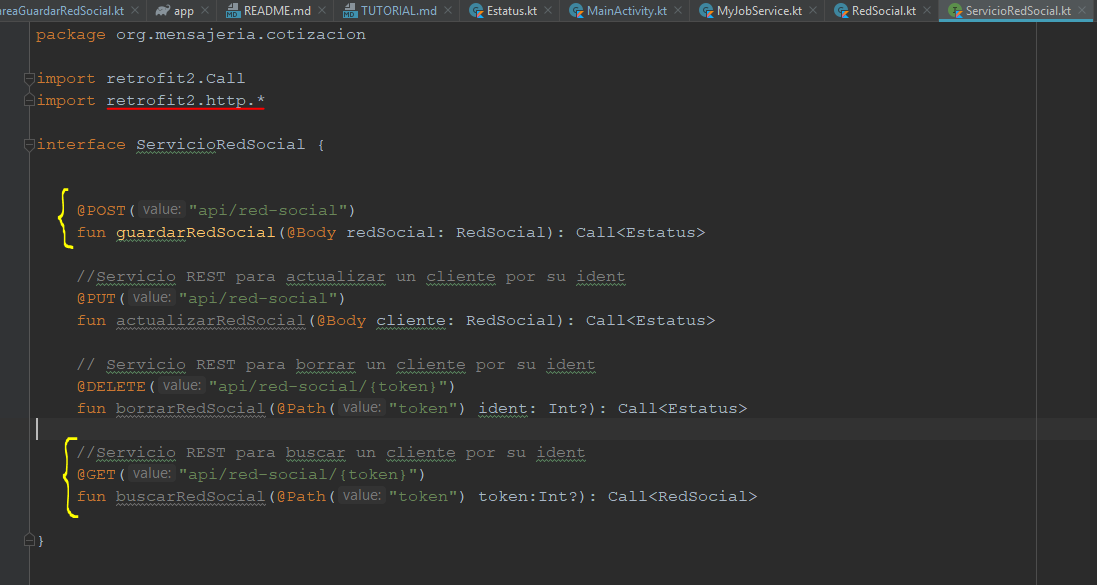 areaGuardarRedSocial.kt app README.md TUTORIAL.md Estatus.kt MainActivity.kt MyJobService.kt RedSocial.kt ServicioRedSocial.kt
package org.mensajeria.cotizacion
import retrofit2.Call
import retrofit2.http.*
interface ServicioRedSocial {
@POST( value: "api/red-social")
fun guardarRedSocial(@Body redSocial: RedSocial): Call<Estatus>
//Servicio REST para actualizar un cliente por su ident
@PUT( value: "api/red-social")
fun actualizarRedSocial(@Body cliente: RedSocial): Call<Estatus>
// Servicio REST para borrar un cliente por su ident
@DELETE( value: "api/red-social/{token}")
fun borrarRedSocial(@Path( value: "token") ident: Int?): Call<Estatus>
//Servicio REST para buscar un cliente por su ident
@GET( value: "api/red-social/{token}")
fun buscarRedSocial(@Path( value: "token") token:Int?): Call<RedSocial>
}